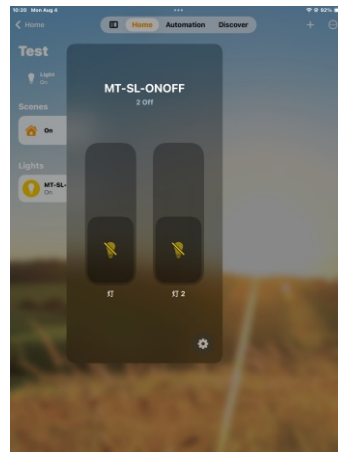 10:20 Mon Aug 4
92%
Home
Home Automation Discover
Test
Light
On
MT-SL-ONOFF
2 Off
Scenes
On
Lights
MT-SL-
On
灯
灯 2